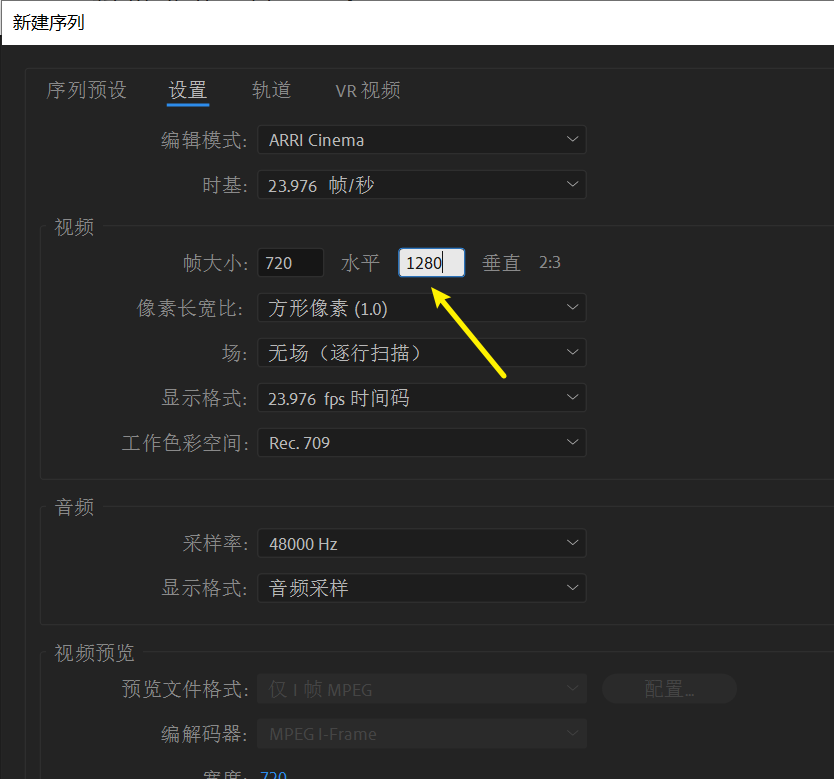 新建序列
序列预设 设置 轨道 VR 视频
编辑模式: ARRI Cinema
时基: 23.976 帧/秒
视频
帧大小: 720 水平 1280 垂直 2:3
像素长宽比: 方形像素 (1.0)
场: 无场（逐行扫描）
显示格式: 23.976 fps 时间码
工作色彩空间: Rec. 709
音频
采样率: 48000 Hz
显示格式: 音频采样
视频预览
预览文件格式: 仅 I 帧 MPEG 配置...
编解码器: MPEG I-Frame
宽度: 720